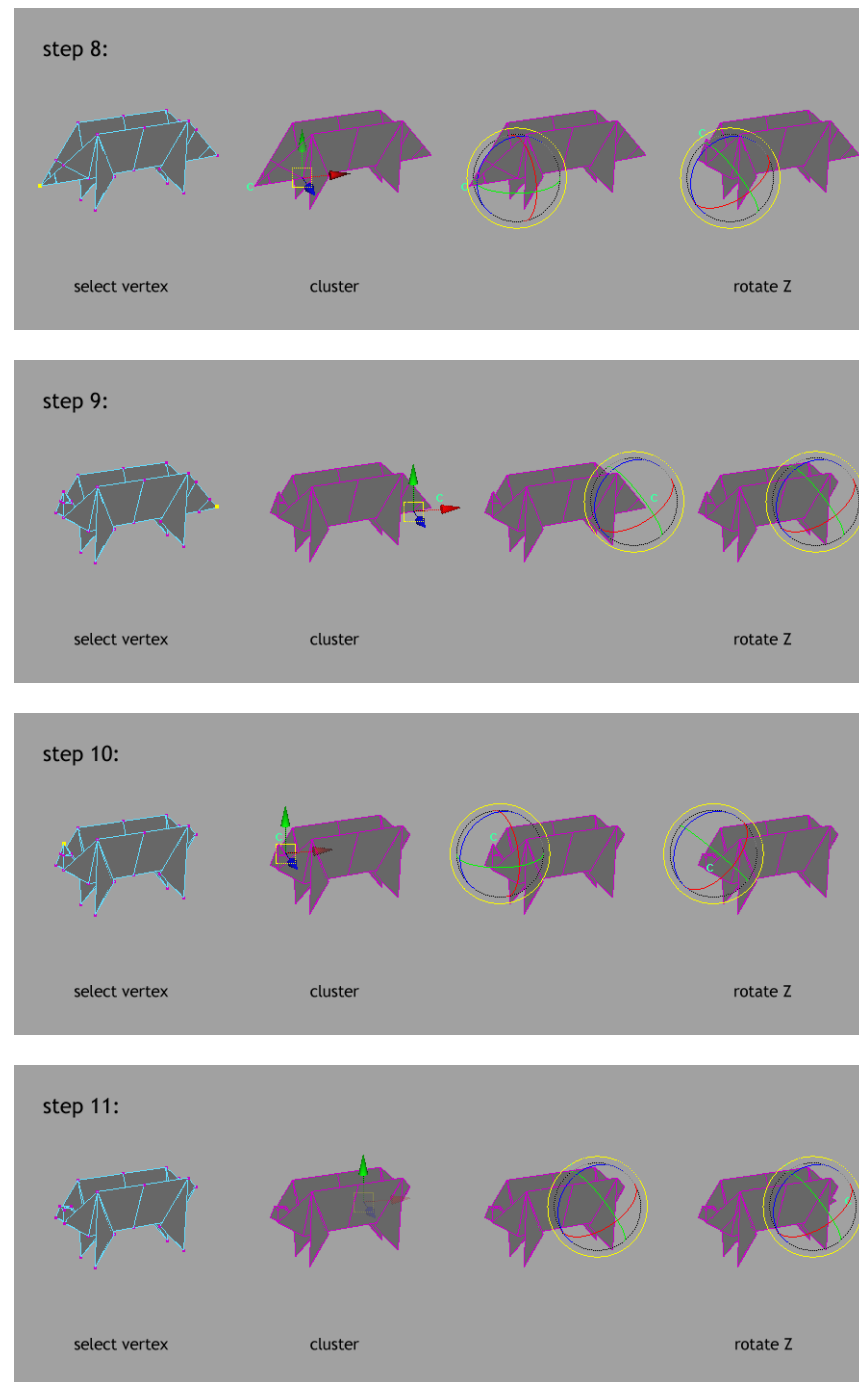 step 8:
C C C C
select vertex cluster rotate Z
step 9:
C C
select vertex cluster rotate Z
step 10:
C C C
select vertex cluster rotate Z
step 11:
C
select vertex cluster rotate Z